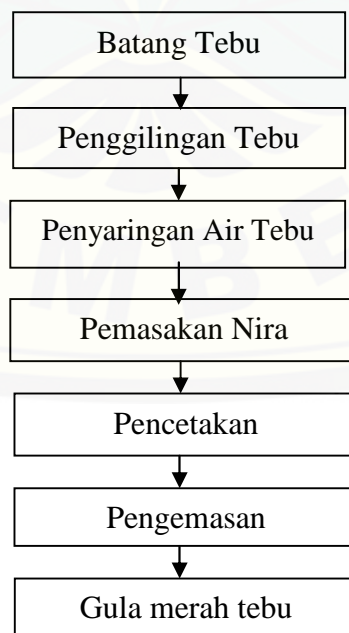 Batang Tebu
Penggilingan Tebu
Penyaringan Air Tebu
Pemasakan Nira
Pencetakan
Pengemasan
Gula merah tebu